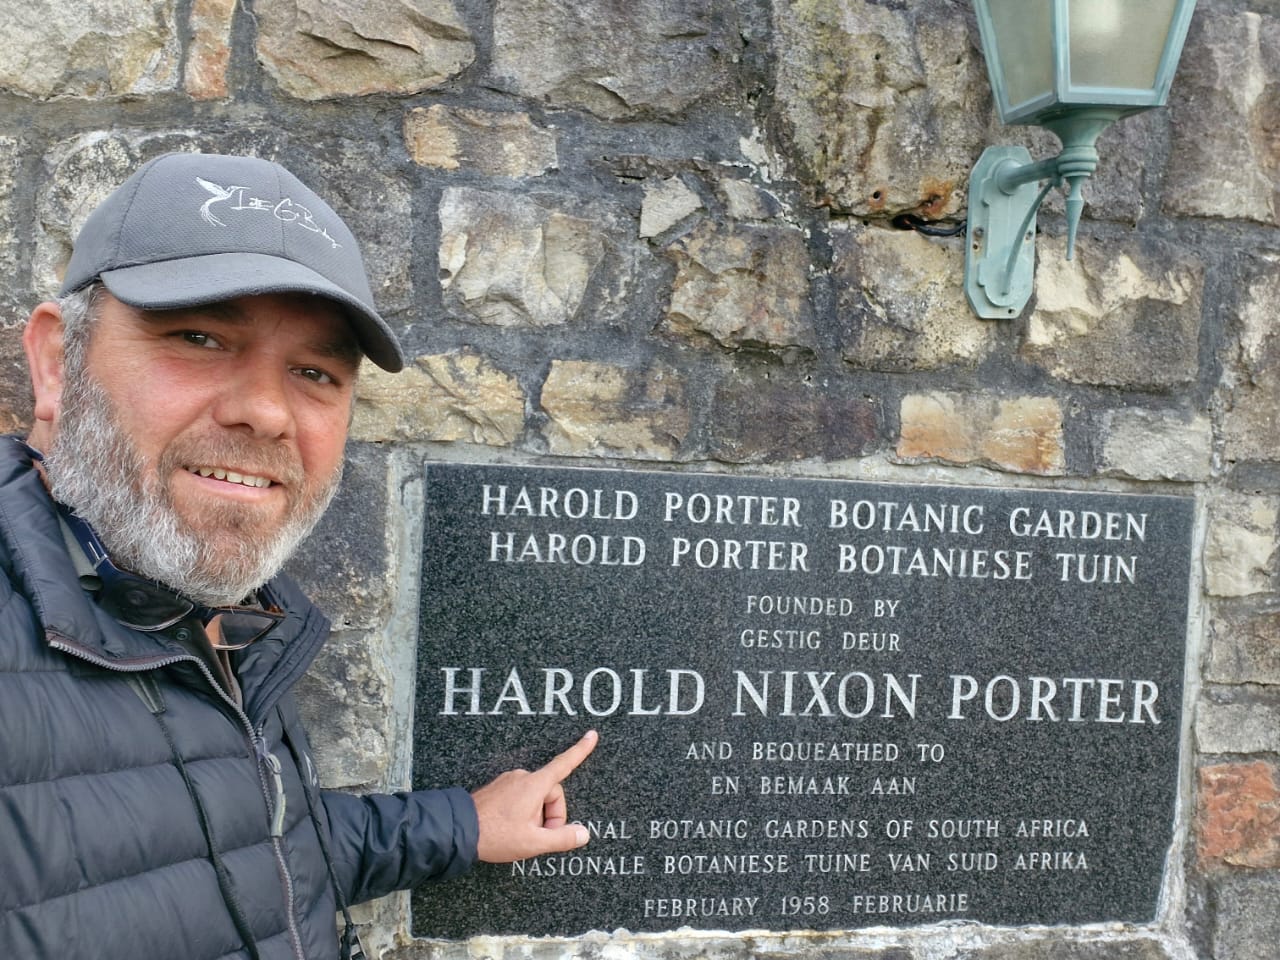 HAROLD PORTER BOTANIC GARDEN
HAROLD PORTER BOTANIESE TUIN
FOUNDED BY
GESTIG DEUR
HAROLD NIXON PORTER
AND BEQUEATHED TO
EN BEMAAK AAN
ONAL BOTANIC GARDENS OF SOUTH AFRICA
NASIONALE BOTANIESE TUINE VAN SUID AFRIKA
FEBRUARY 1958 FEBRUARIE